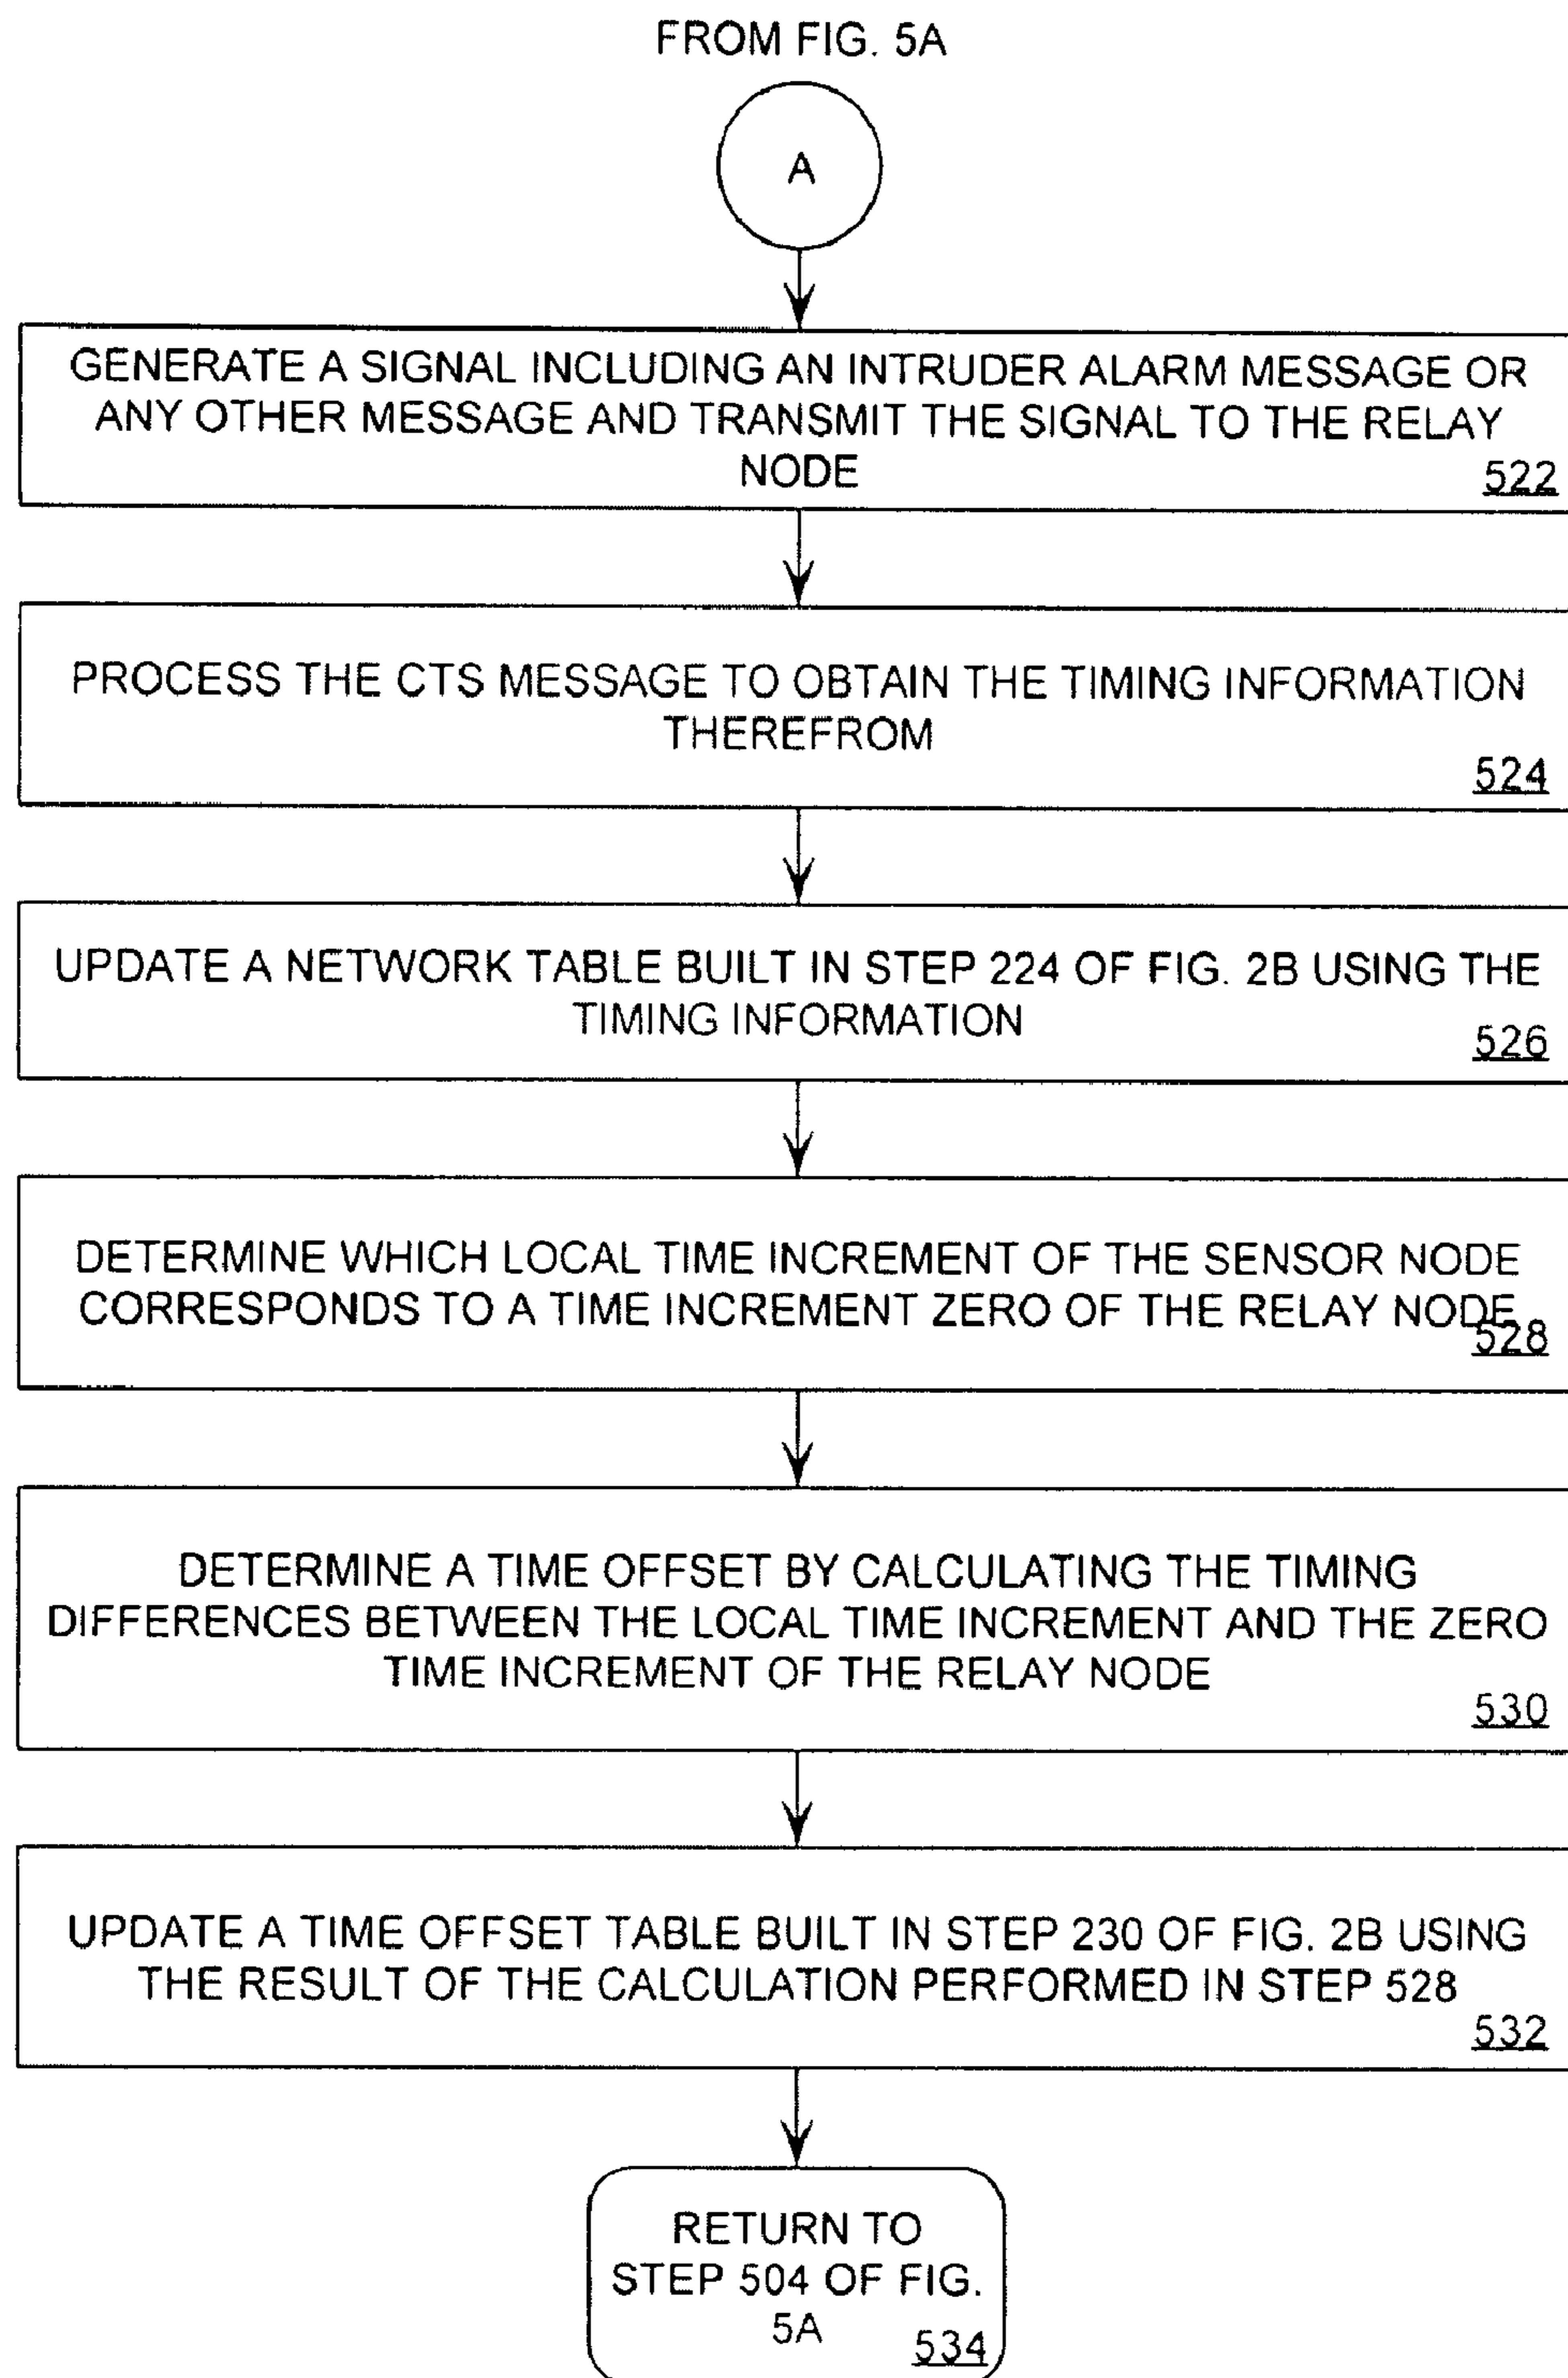 FROM FIG. 5A
A
GENERATE A SIGNAL INCLUDING AN INTRUDER ALARM MESSAGE OR
ANY OTHER MESSAGE AND TRANSMIT THE SIGNAL TO THE RELAY
NODE
522
PROCESS THE CTS MESSAGE TO OBTAIN THE TIMING INFORMATION
THEREFROM
524
UPDATE A NETWORK TABLE BUILT IN STEP 224 OF FIG. 2B USING THE
TIMING INFORMATION
526
DETERMINE WHICH LOCAL TIME INCREMENT OF THE SENSOR NODE
CORRESPONDS TO A TIME INCREMENT ZERO OF THE RELAY NODE
528
DETERMINE A TIME OFFSET BY CALCULATING THE TIMING
DIFFERENCES BETWEEN THE LOCAL TIME INCREMENT AND THE ZERO
TIME INCREMENT OF THE RELAY NODE
530
UPDATE A TIME OFFSET TABLE BUILT IN STEP 230 OF FIG. 2B USING
THE RESULT OF THE CALCULATION PERFORMED IN STEP 528
532
RETURN TO
STEP 504 OF FIG.
5A
534